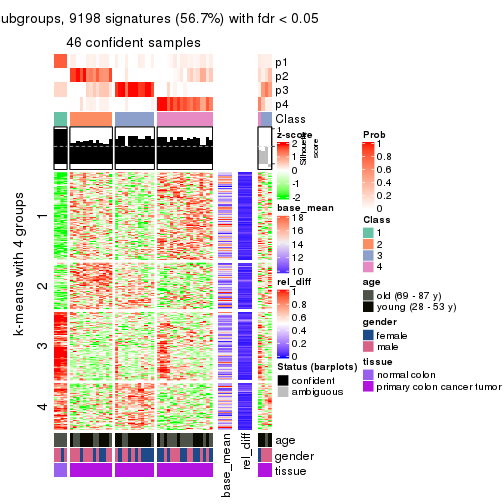 ubgroups, 9198 signatures (56.7%) with fdr < 0.05
46 confident samples
p1
p2
p3
p4
Class
Silhouette
score
k-means with 4 groups
1
2
3
4
base_mean
rel_diff
age
gender
tissue
z-score
2
1
0
-1
-2
base_mean
18
16
14
12
10
rel_diff
1
0.8
0.6
0.4
0.2
0
Status (barplots)
confident
ambiguous
Prob
1
0.8
0.6
0.4
0.2
0
Class
1
2
3
4
age
old (69 - 87 y)
young (28 - 53 y)
gender
female
male
tissue
normal colon
primary colon cancer tumor